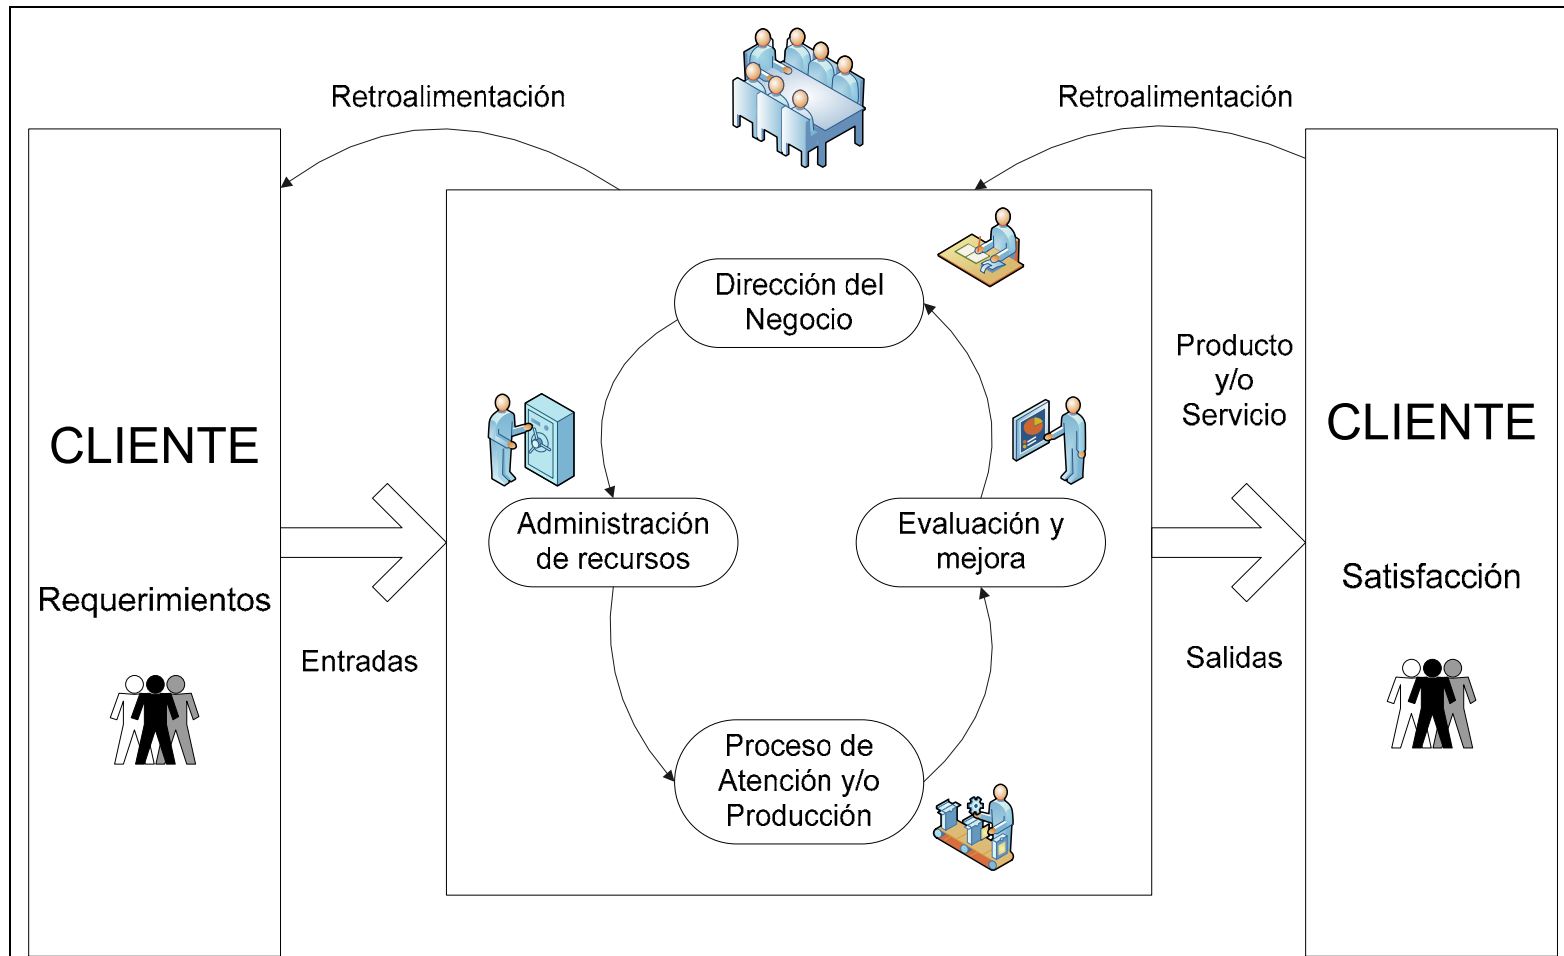 Retroalimentación
Retroalimentación
Dirección del
Negocio
Producto
y/o
Servicio
CLIENTE
CLIENTE
Administración
de recursos
Evaluación y
mejora
Requerimientos
Satisfacción
Entradas
Salidas
Proceso de
Atención y/o
Producción